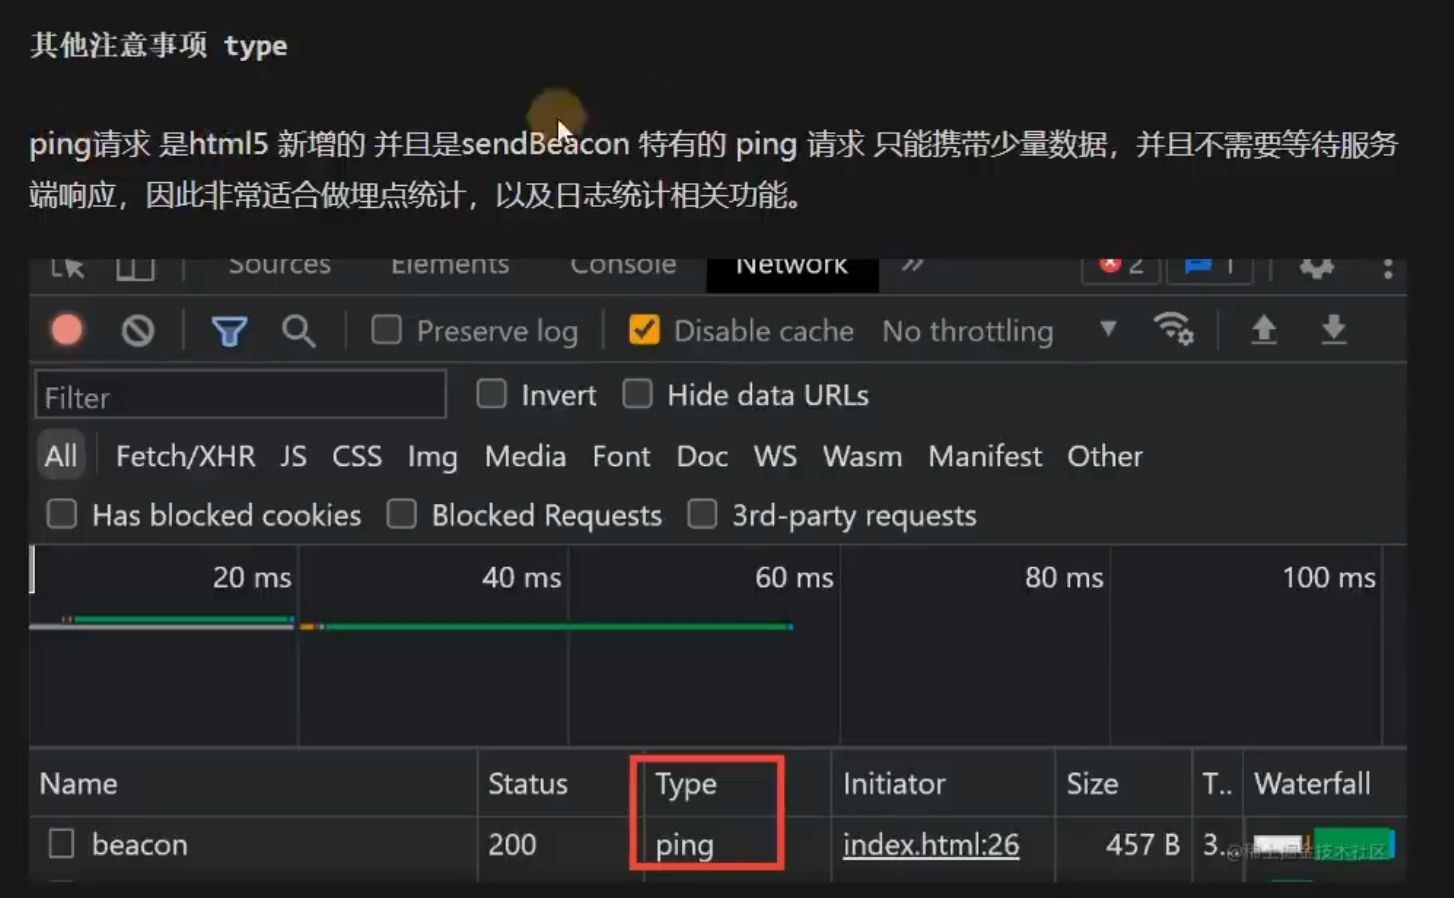 其他注意事项 type
ping请求 是html5 新增的 并且是sendBeacon 特有的 ping 请求 只能携带少量数据，并且不需要等待服务
端响应，因此非常适合做埋点统计，以及日志统计相关功能。
Sources Elements Console Network » 2 1
Preserve log Disable cache No throttling
Filter Invert Hide data URLs
All Fetch/XHR JS CSS Img Media Font Doc WS Wasm Manifest Other
Has blocked cookies Blocked Requests 3rd-party requests
20 ms 40 ms 60 ms 80 ms 100 ms
Name Status Type Initiator Size T.. Waterfall
beacon 200 ping index.html:26 457 B 3..
@稀土掘金技术社区